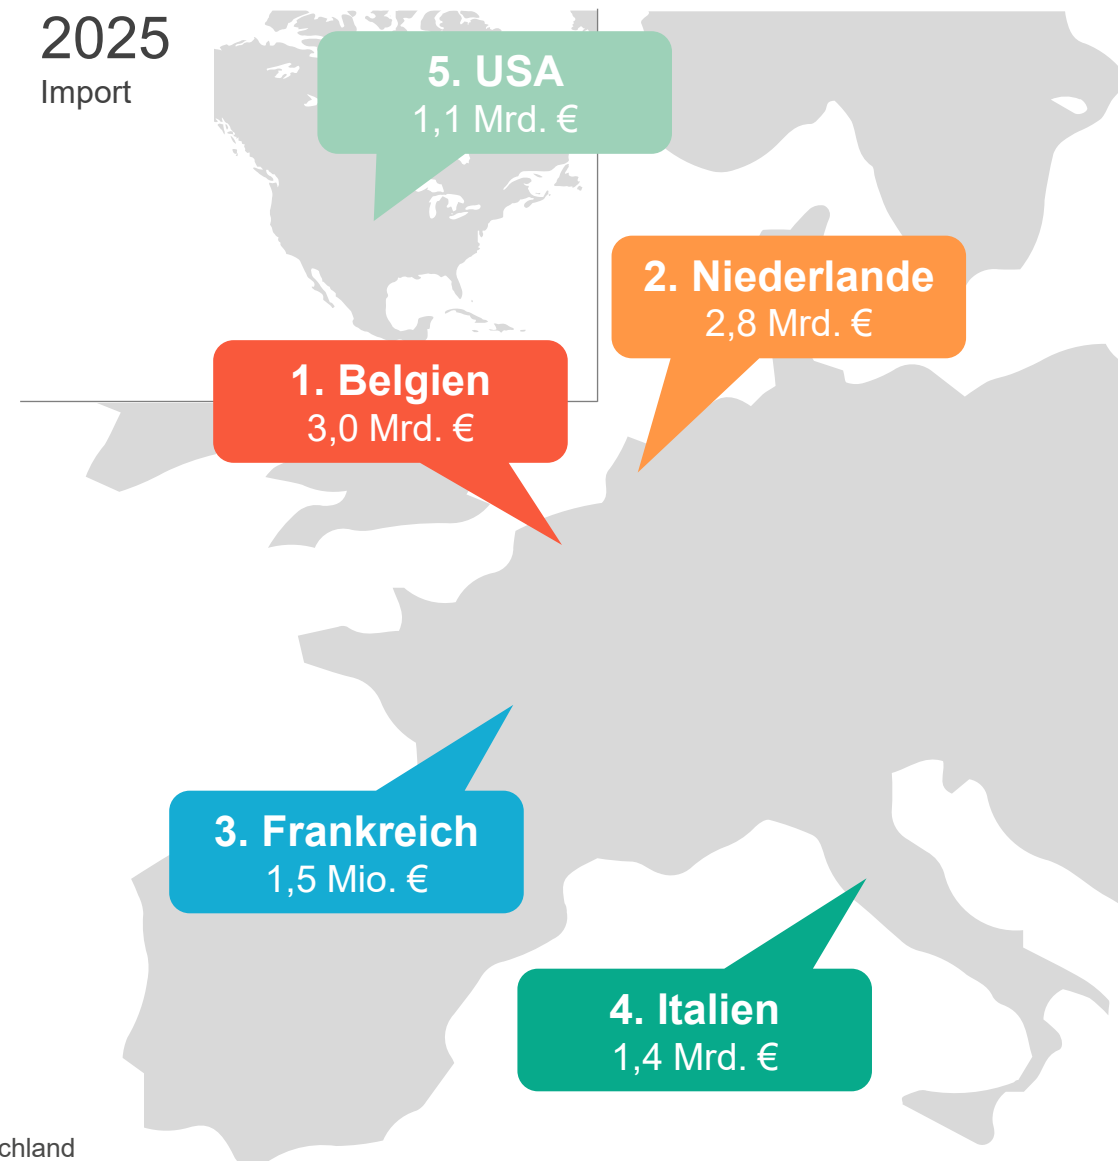 2025
Import
5. USA
1,1 Mrd. €
2. Niederlande
2,8 Mrd. €
1. Belgien
3,0 Mrd. €
3. Frankreich
1,5 Mio. €
4. Italien
1,4 Mrd. €
chland